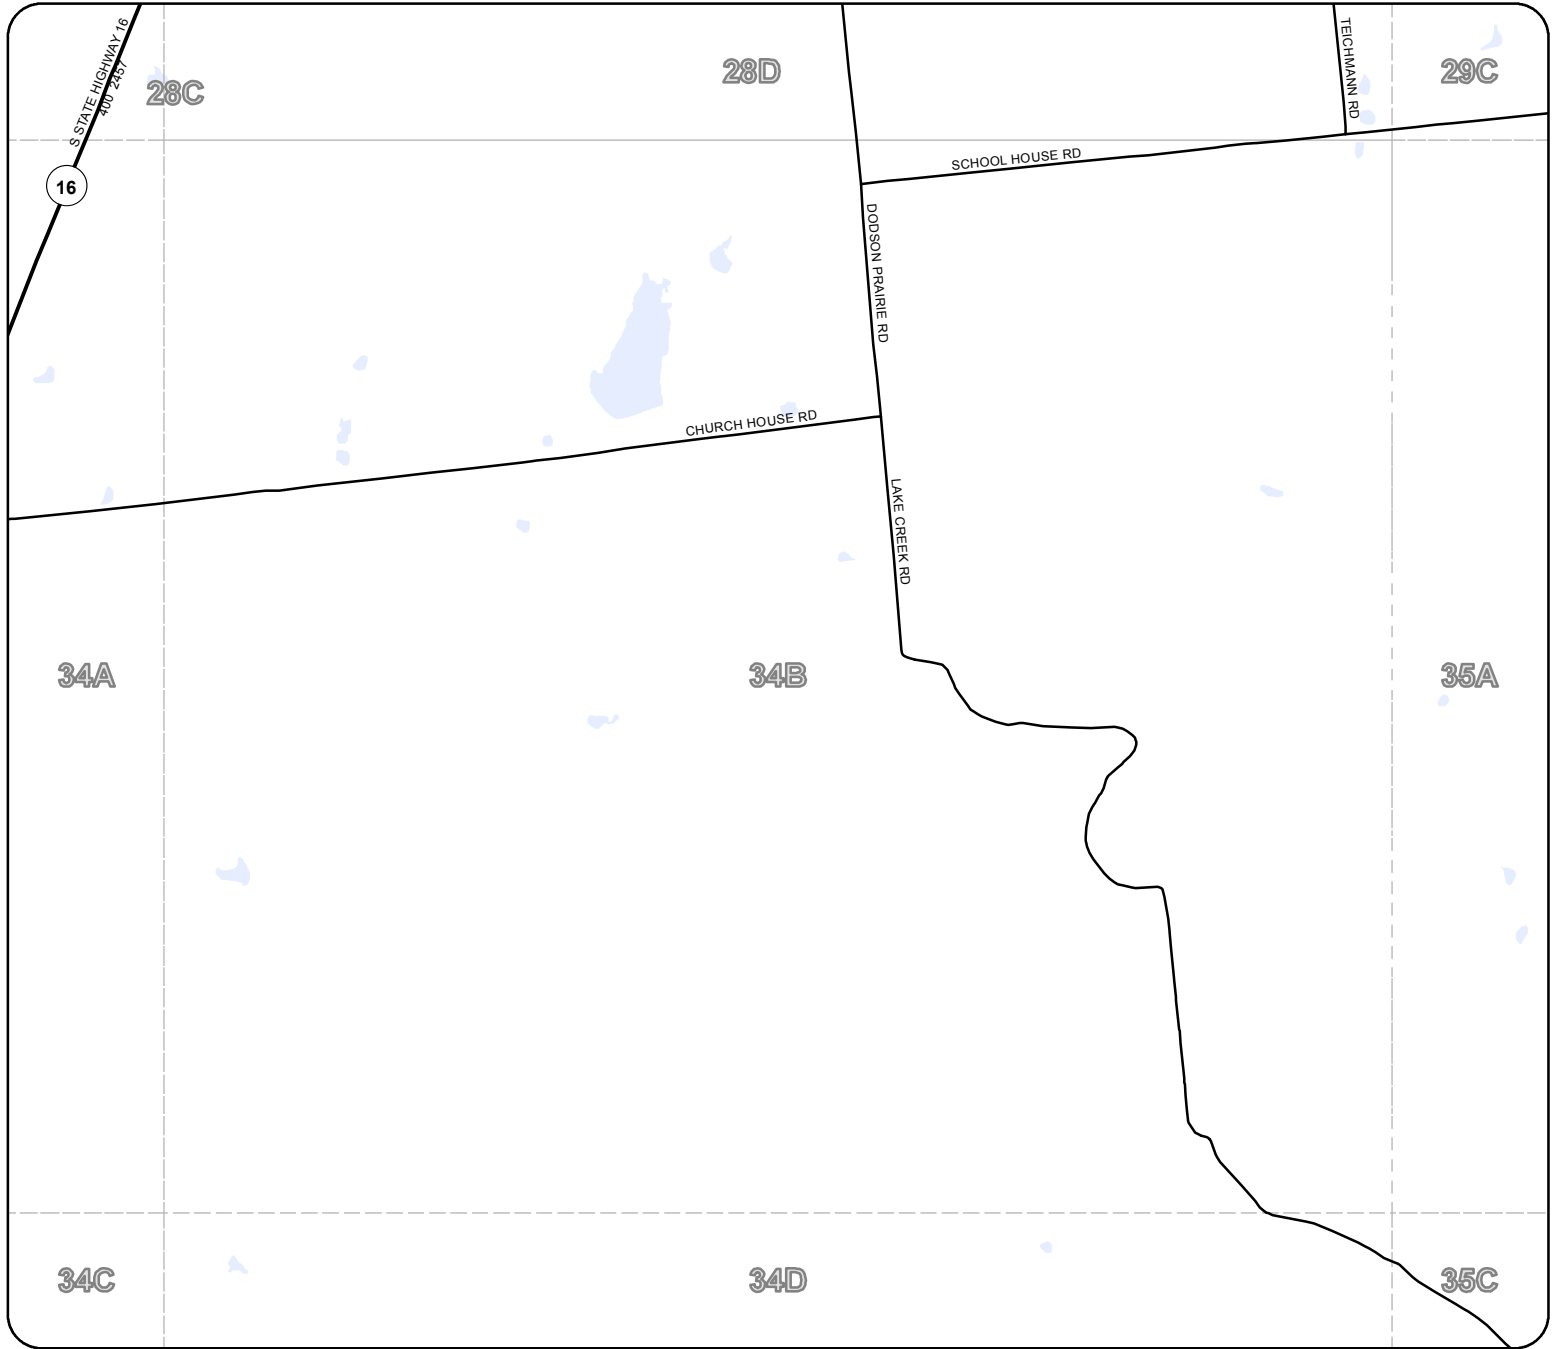 S STATE HIGHWAY 16
400 2457
16
28C
28D
29C
TEICHMANN RD
SCHOOL HOUSE RD
DODSON PRAIRIE RD
CHURCH HOUSE RD
LAKE CREEK RD
34A
34B
35A
34C
34D
35C